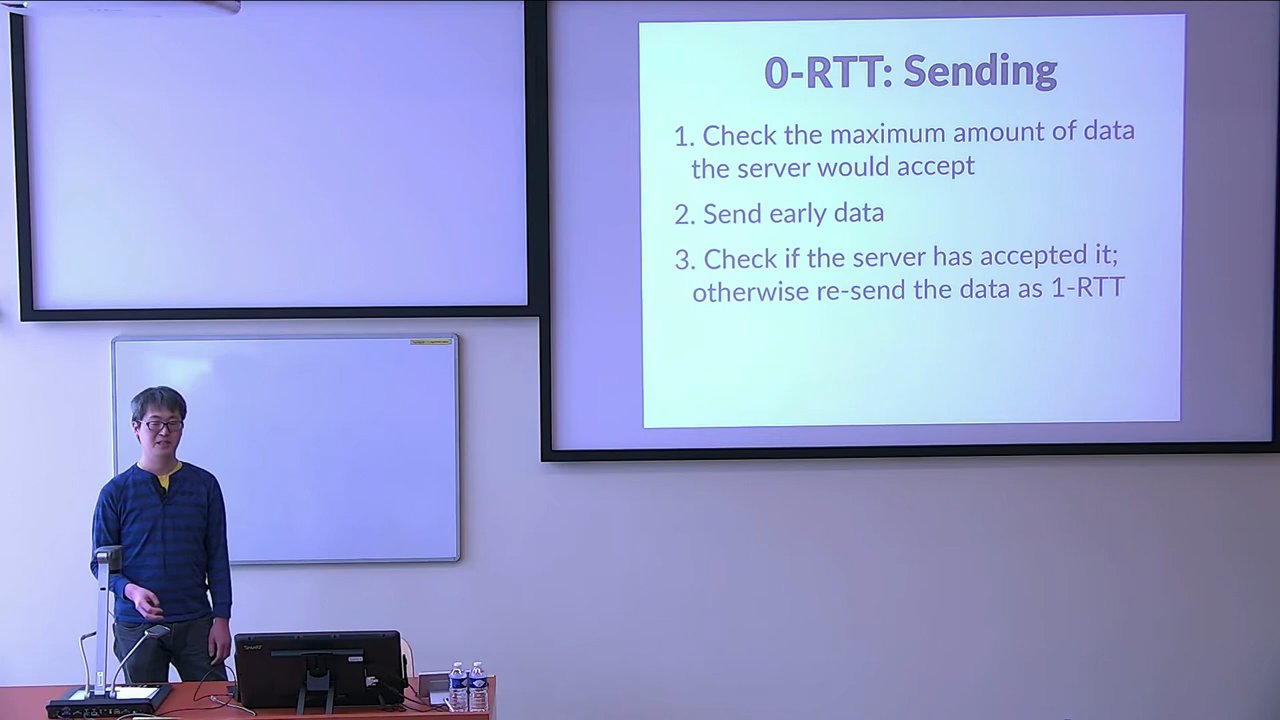 0-RTT: Sending
1. Check the maximum amount of data
the server would accept
2. Send early data
3. Check if the server has accepted it;
otherwise re-send the data as 1-RTT